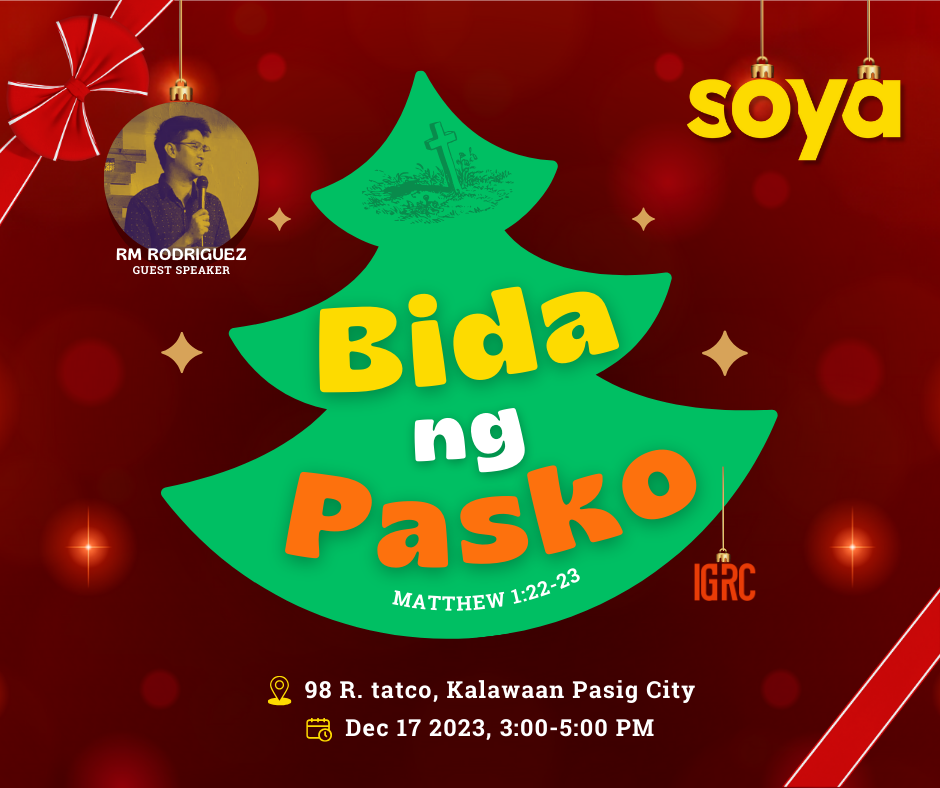 soya
RM RODRIGUEZ
GUEST SPEAKER
Bida
ng
Pasko
MATTHEW 1:22-23
IGRC
98 R. tatco, Kalawaan Pasig City
Dec 17 2023, 3:00-5:00 PM